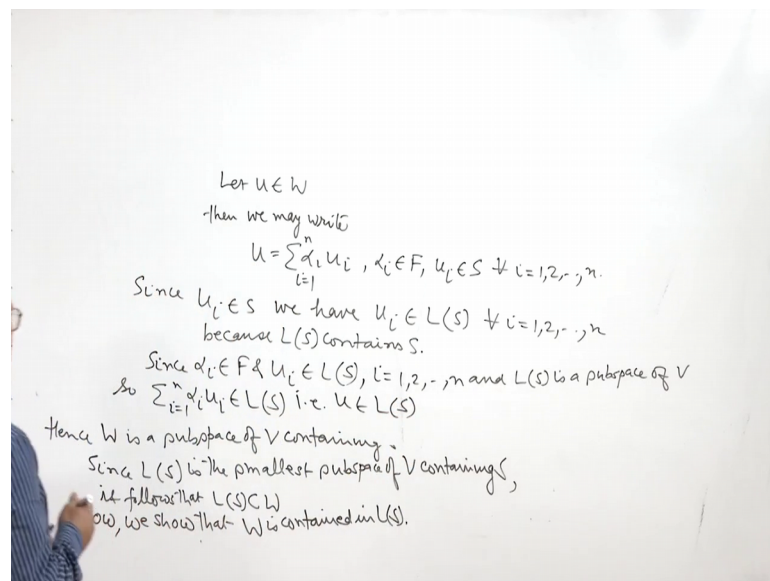 Let u ∈ W
then we may write
u = ∑_{i=1}^{n} α_i u_i , α_i ∈ F, u_i ∈ S ∀ i = 1,2,-.,n.
Since u_i ∈ S we have u_i ∈ L(S) ∀ i = 1,2,-..,n
because L(S) contains S.
Since α_i ∈ F & u_i ∈ L(S), i = 1,2,-,n and L(S) is a subspace of V
So ∑_{i=1}^{n} α_i u_i ∈ L(S) i.e. u ∈ L(S)
Hence W is a subspace of V containing .
Since L(S) is the smallest subspace of V containing S,
it follows that L(S) ⊂ W
ow, we show that W is contained in L(S).